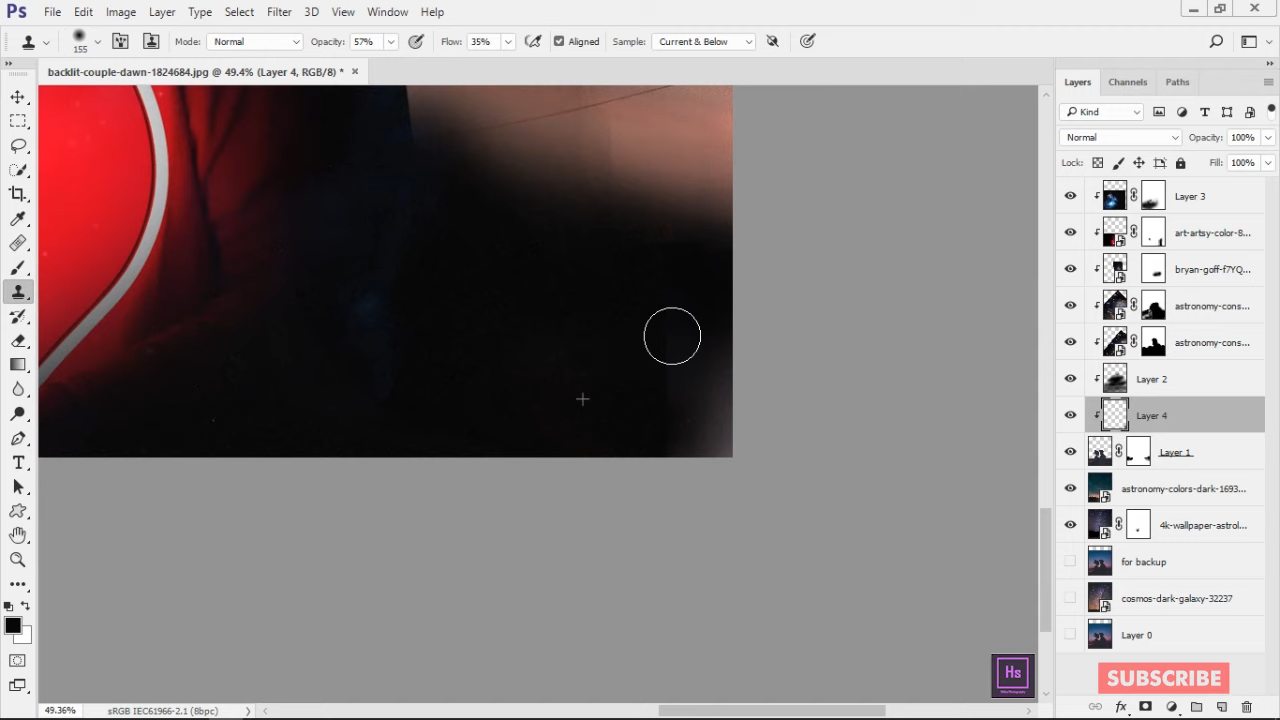 Ps File Edit Image Layer Type Select Filter 3D View Window Help
155 Mode: Normal Opacity: 57% Flow: 35% Aligned Sample: Current & Below
backlit-couple-dawn-1824684.jpg @ 49.4% (Layer 4, RGB/8) *
Layers Channels Paths
Kind
Normal Opacity: 100%
Lock: Fill: 100%
Layer 3
art-artsy-color-8...
bryan-goff-f7YQ...
astronomy-cons...
astronomy-cons...
Layer 2
Layer 4
Layer 1
astronomy-colors-dark-1693...
4k-wallpaper-astrol...
for backup
cosmos-dark-galaxy-32237
Layer 0
Hs
SUBSCRIBE
49.36% sRGB IEC61966-2.1 (8bpc)